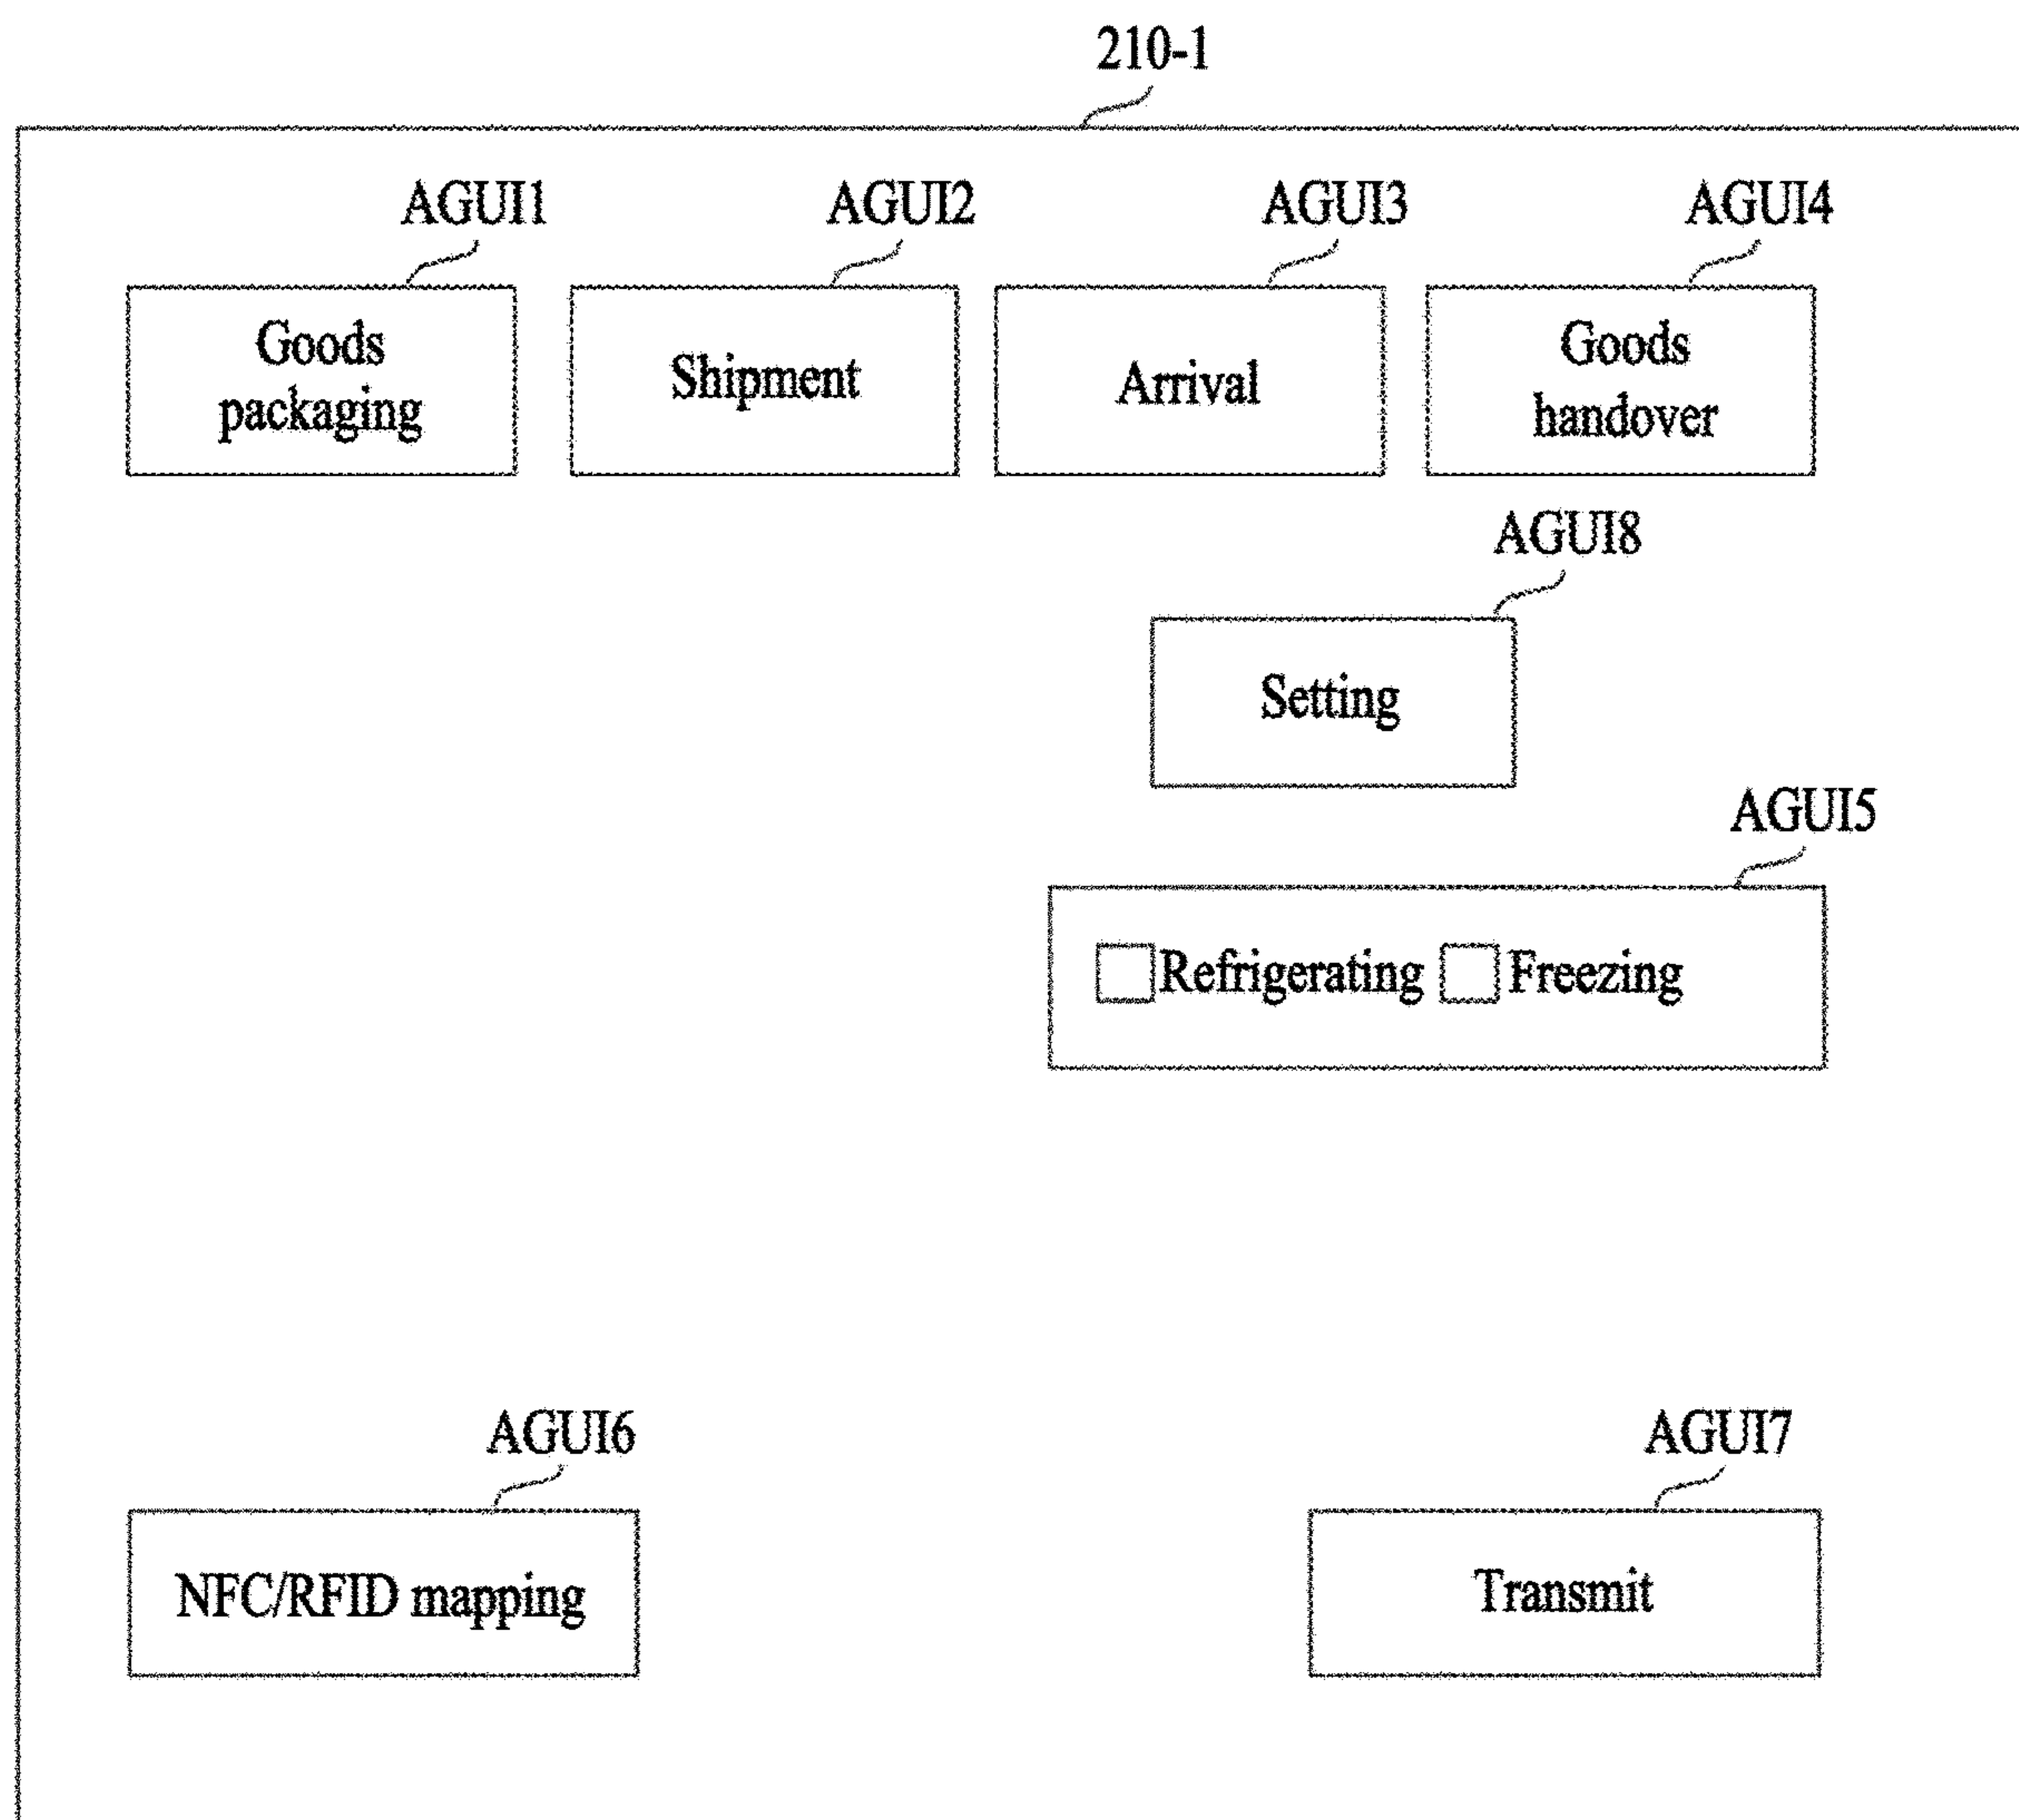 210-1
AGUI1 AGUI2 AGUI3 AGUI4
Goods
packaging
Shipment
Arrival
Goods
handover
AGUI8
Setting
AGUI5
Refrigerating Freezing
AGUI6
NFC/RFID mapping
AGUI7
Transmit